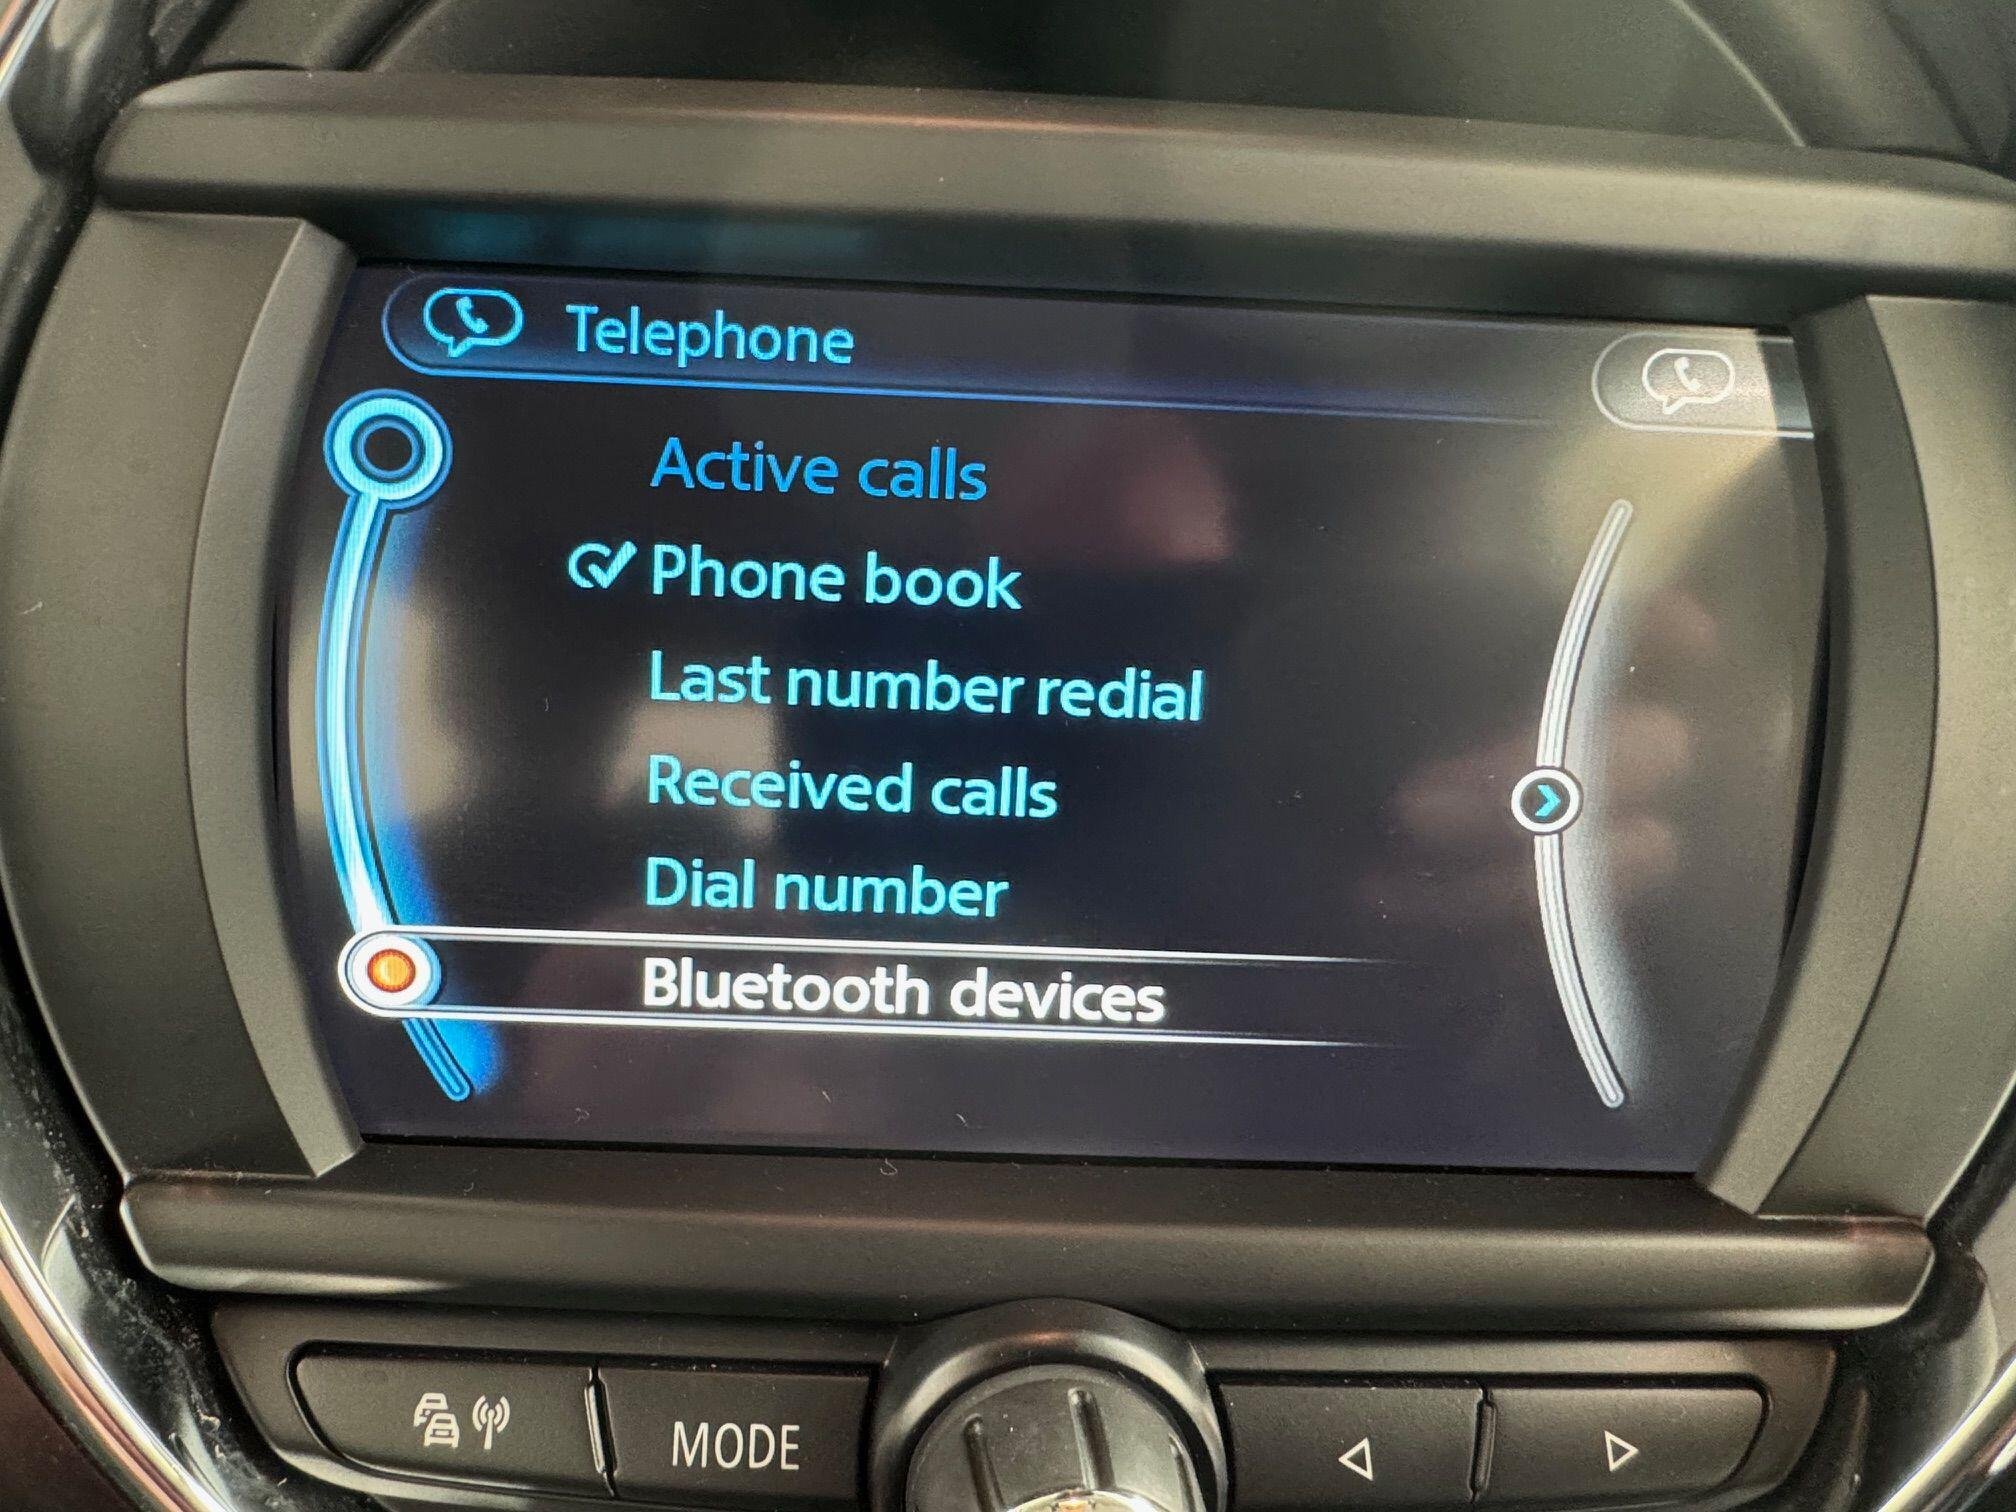 Telephone
Active calls
Phone book
Last number redial
Received calls
Dial number
Bluetooth devices
MODE